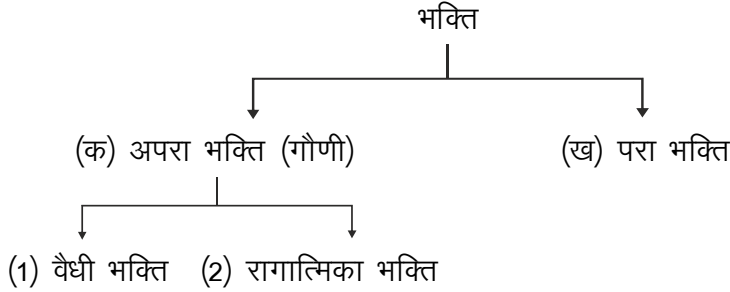 भक्ति
(क) अपरा भक्ति (गौणी) (ख) परा भक्ति
(1) वैधी भक्ति (2) रागात्मिका भक्ति